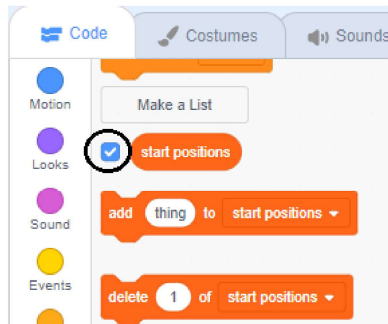 Code Costumes Sounds
Motion
Make a List
Looks
start positions
Sound
add thing to start positions
Events
delete 1 of start positions